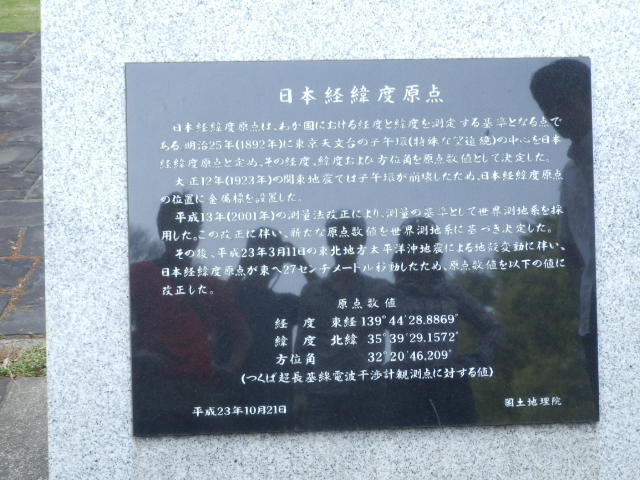 日本経緯度原点
日本経緯度原点は、わが国における経度と緯度を測定する基準となる点で
ある 明治25年(1892年)に東京天文台の子午環(特殊な望遠鏡)の中心を日本
経緯度原点と定め、その経度、緯度および方位角を原点数値として決定した。
大正12年(1923年)の関東地震では子午環が崩壊したため、日本経緯度原点
の位置に金属標を設置した。
平成13年(2001年)の測量法改正により、測量の基準として世界測地系を採
用した。この改正に伴い、新たな原点数値を世界測地系に基づき決定した。
その後、平成23年3月11日の東北地方太平洋沖地震による地殻変動に伴い、
日本経緯度原点が東へ27センチメートル移動したため、原点数値を以下の値に
改正した。
原点数値
経 度 東経 139°44′28.8869″
緯 度 北緯 35°39′29.1572″
方位角 32°20′46.209″
(つくば超長基線電波干渉計観測点に対する値)
平成23年10月21日 国土地理院